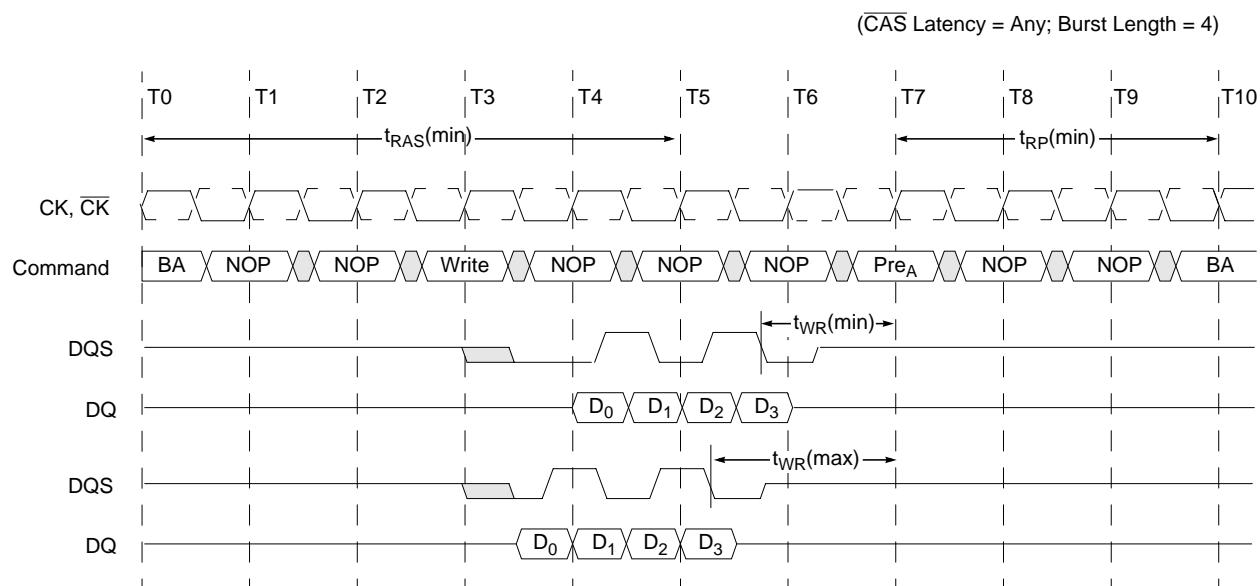 (C̅A̅S̅ Latency = Any; Burst Length = 4)
T0 T1 T2 T3 T4 T5 T6 T7 T8 T9 T10
tRAS(min) tRP(min)
CK, C̅K̅
Command BA NOP NOP Write NOP NOP NOP PreA NOP NOP BA
tWR(min)
DQS
DQ D0 D1 D2 D3
tWR(max)
DQS
DQ D0 D1 D2 D3